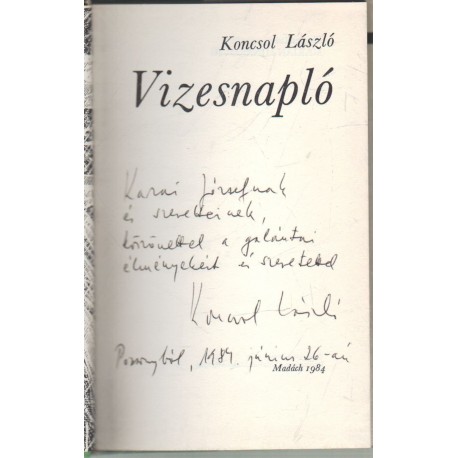 Koncsol László
Vizesnapló
Karai Józsefnek
és szeretteinek,
köszönettel a galántai
élményekért és szeretettel
Koncsol László
Pozsonyból, 1984. június 26-án
Madách 1984